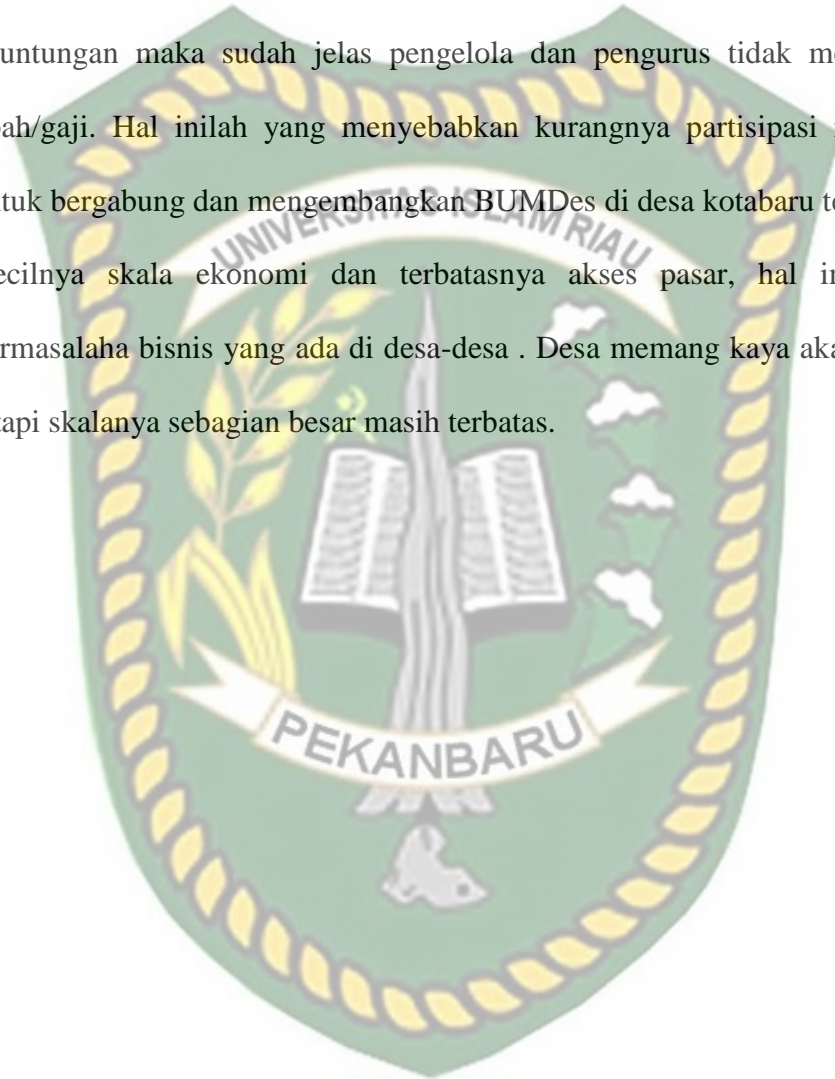 untungan maka sudah jelas pengelola dan pengurus tidak m
ah/gaji. Hal inilah yang menyebabkan kurangnya partisipasi
tuk bergabung dan mengembangkan BUMDes di desa kotabaru te
UNIVERSITAS ISLAM RIAU
ecilnya skala ekonomi dan terbatasnya akses pasar, hal in
rmasalaha bisnis yang ada di desa-desa . Desa memang kaya aka
tapi skalanya sebagian besar masih terbatas.
PEKANBARU